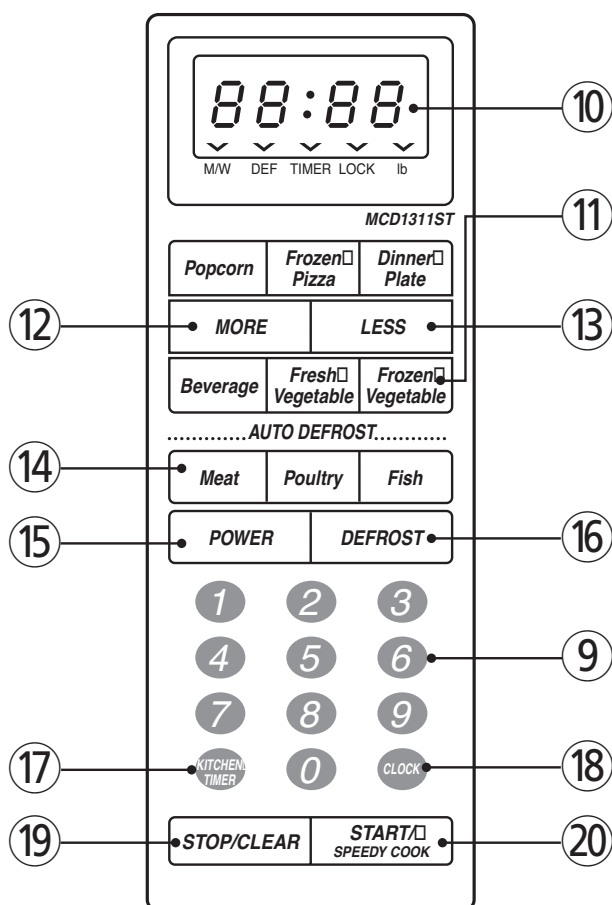 88:88
⑩
M/W DEF TIMER LOCK lb
MCD1311ST
⑪
Popcorn Frozen□ Pizza Dinner□ Plate
⑫
MORE LESS
⑬
Beverage Fresh□ Vegetable Frozen□ Vegetable
AUTO DEFROST
⑭
Meat Poultry Fish
⑮
POWER DEFROST
⑯
1 2 3
4 5 6
⑨
7 8 9
⑰
KITCHEN TIMER 0 CLOCK
⑱
⑲
STOP/CLEAR START/□ SPEEDY COOK
⑳